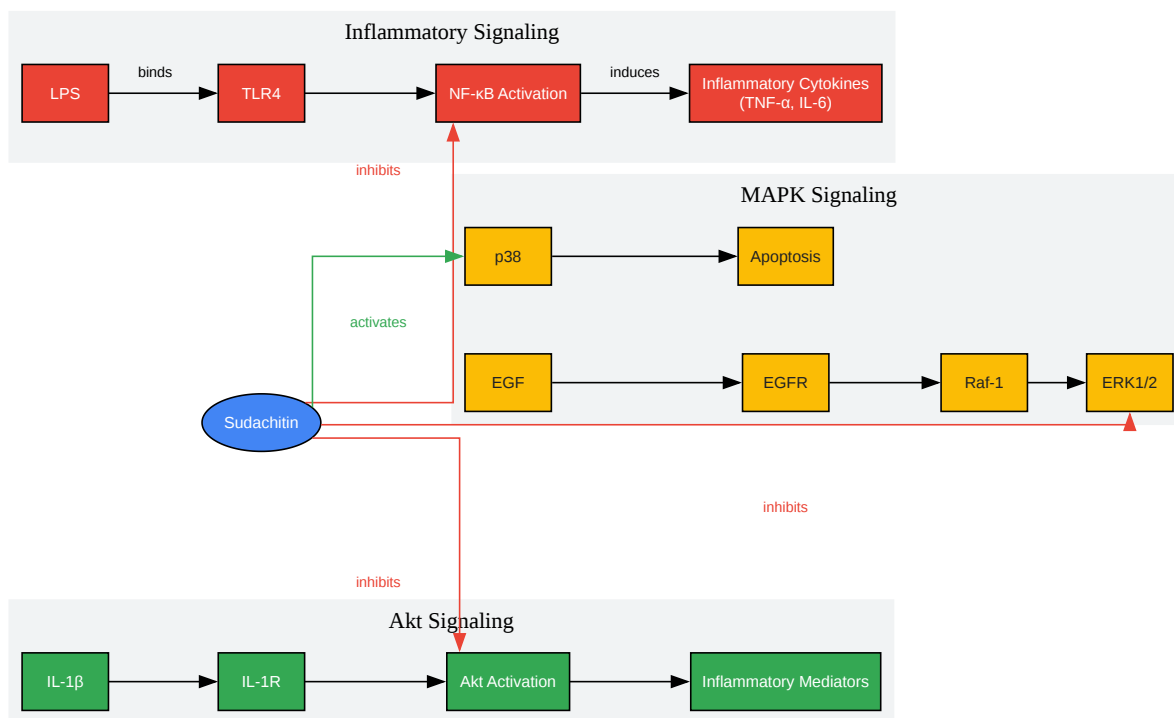 Inflammatory Signaling
LPS
binds
TLR4
NF-κB Activation
induces
Inflammatory Cytokines
(TNF-α, IL-6)
inhibits
MAPK Signaling
p38
Apoptosis
activates
EGF
EGFR
Raf-1
ERK1/2
Sudachitin
inhibits
inhibits
Akt Signaling
IL-1β
IL-1R
Akt Activation
Inflammatory Mediators